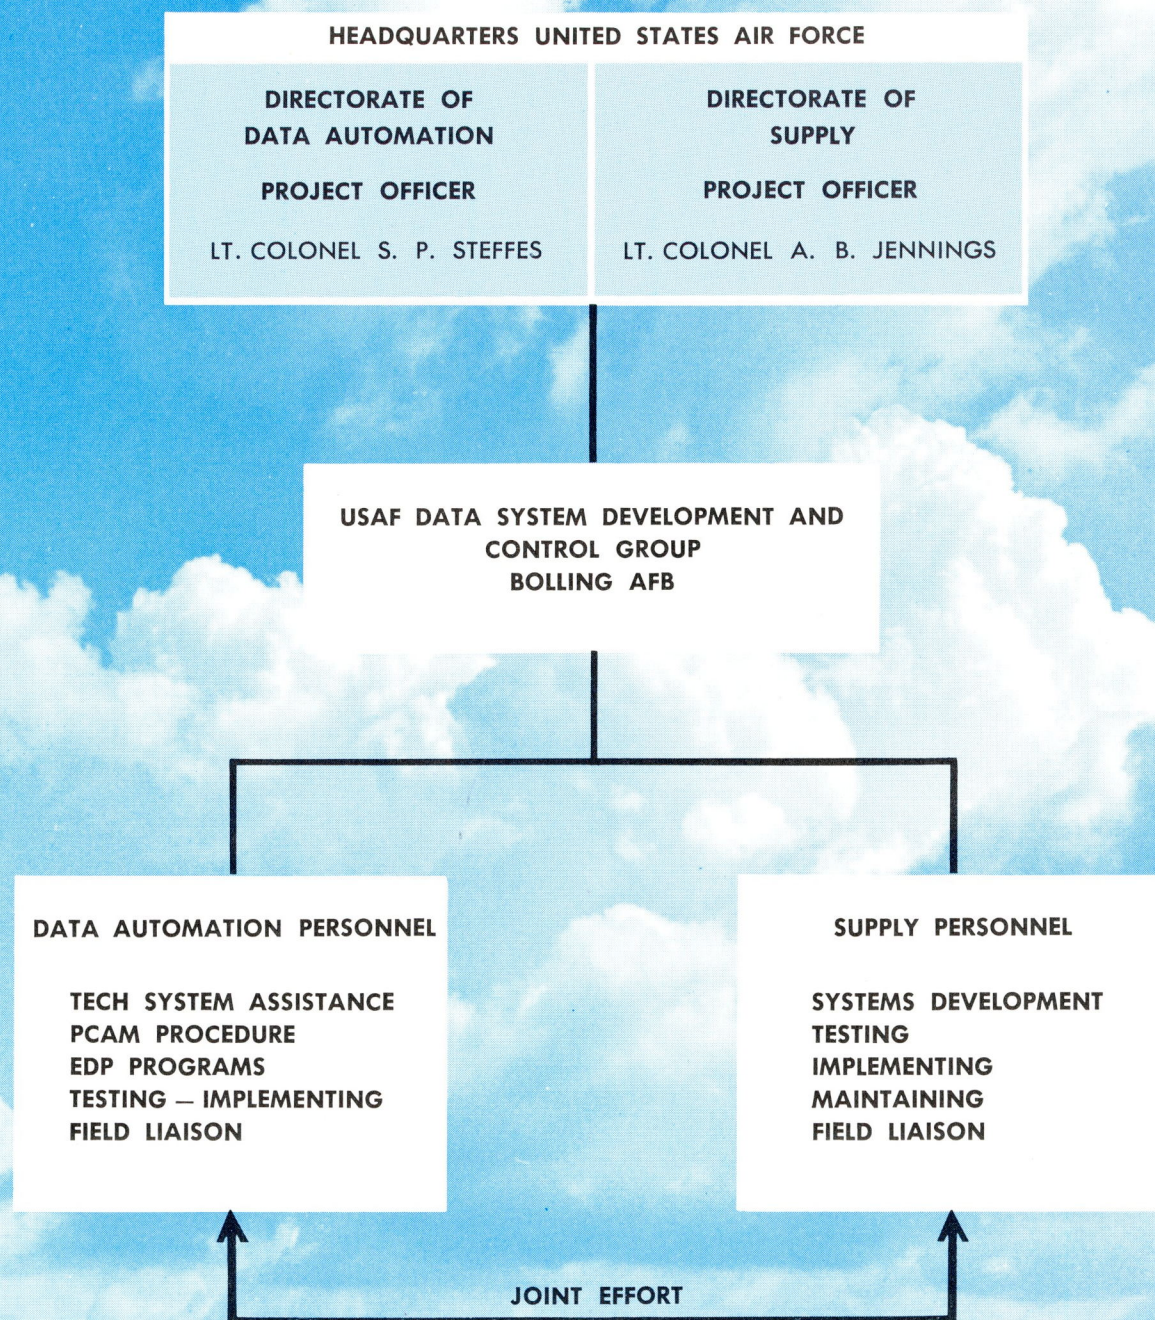 HEADQUARTERS UNITED STATES AIR FORCE
DIRECTORATE OF
DATA AUTOMATION
PROJECT OFFICER
LT. COLONEL S. P. STEFFES
DIRECTORATE OF
SUPPLY
PROJECT OFFICER
LT. COLONEL A. B. JENNINGS
USAF DATA SYSTEM DEVELOPMENT AND
CONTROL GROUP
BOLLING AFB
DATA AUTOMATION PERSONNEL
TECH SYSTEM ASSISTANCE
PCAM PROCEDURE
EDP PROGRAMS
TESTING — IMPLEMENTING
FIELD LIAISON
SUPPLY PERSONNEL
SYSTEMS DEVELOPMENT
TESTING
IMPLEMENTING
MAINTAINING
FIELD LIAISON
JOINT EFFORT